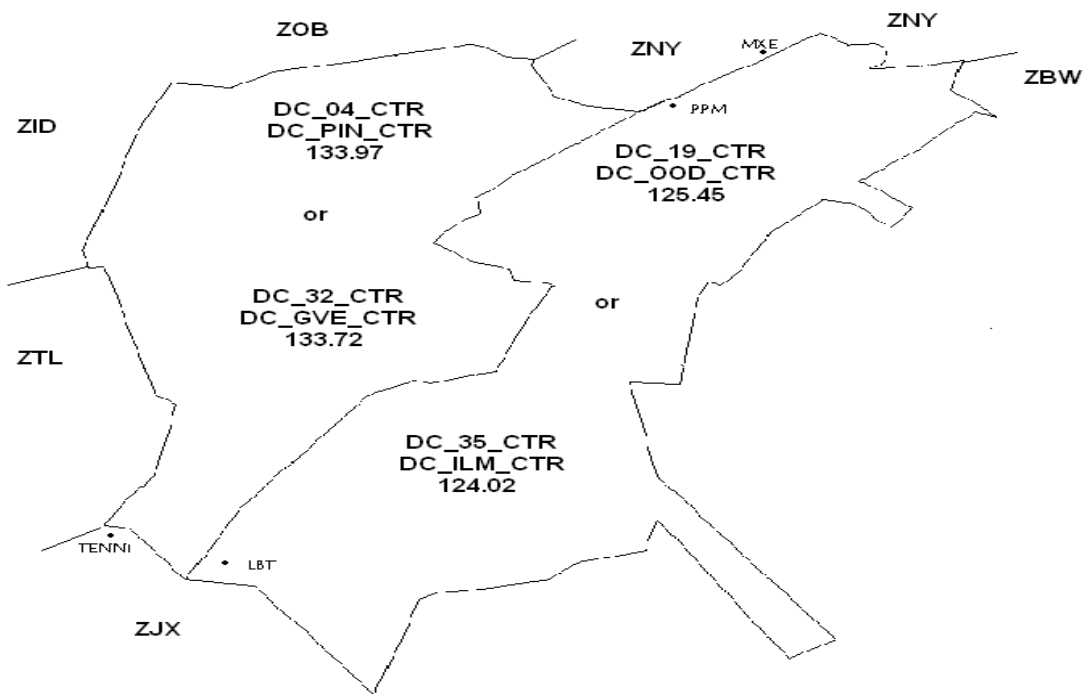 ZOB
ZNY
ZNY
MXE
ZBW
ZID
DC_04_CTR
DC_PIN_CTR
133.97
PPM
DC_19_CTR
DC_OOD_CTR
125.45
or
DC_32_CTR
DC_GVE_CTR
133.72
or
ZTL
DC_35_CTR
DC_ILM_CTR
124.02
TENNI
LBT
ZJX